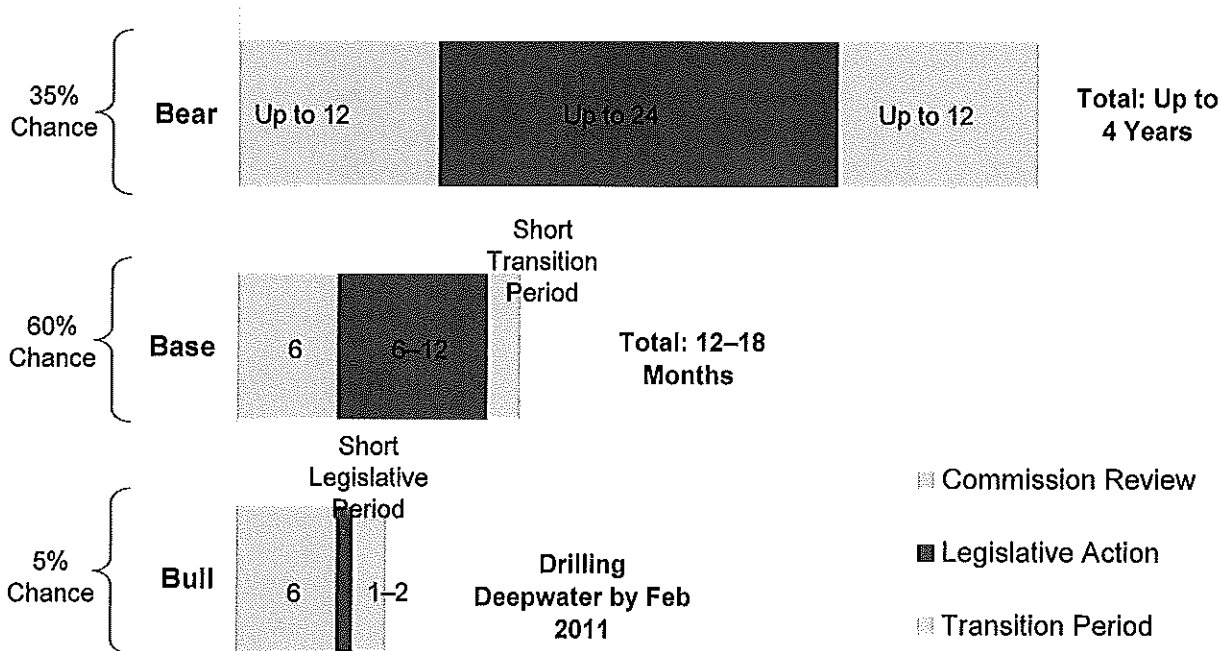 35%
Chance
Bear
Up to 12
Up to 24
Up to 12
Total: Up to
4 Years
60%
Chance
Base
6
6–12
Short
Transition
Period
Total: 12–18
Months
5%
Chance
Bull
6
Short
Legislative
Period
1–2
Drilling
Deepwater by Feb
2011
Commission Review
Legislative Action
Transition Period